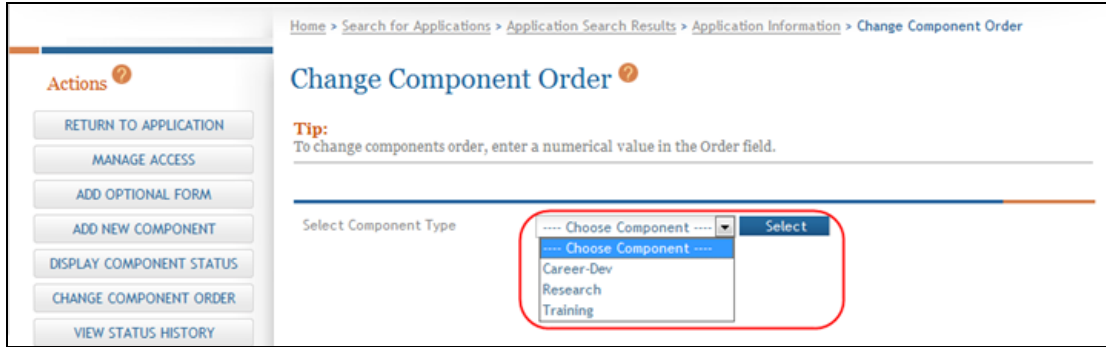 Home > Search for Applications > Application Search Results > Application Information > Change Component Order
Actions ?
RETURN TO APPLICATION
MANAGE ACCESS
ADD OPTIONAL FORM
ADD NEW COMPONENT
DISPLAY COMPONENT STATUS
CHANGE COMPONENT ORDER
VIEW STATUS HISTORY
Change Component Order ?
Tip:
To change components order, enter a numerical value in the Order field.
Select Component Type
---- Choose Component ----
Select
---- Choose Component ----
Career-Dev
Research
Training